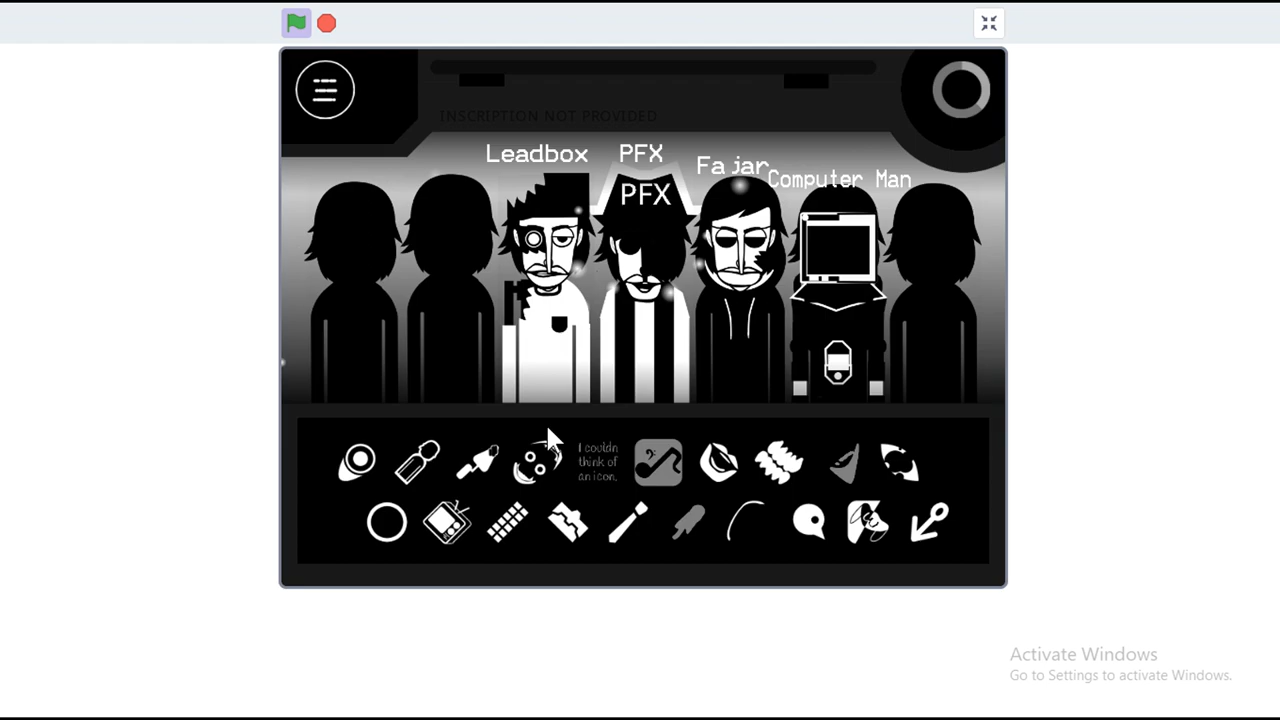 INSCRIPTION NOT PROVIDED
Leadbox
PFX
Fajar
Computer Man
PFX
I couldn
think of
an icon,
Activate Windows
Go to Settings to activate Windows.